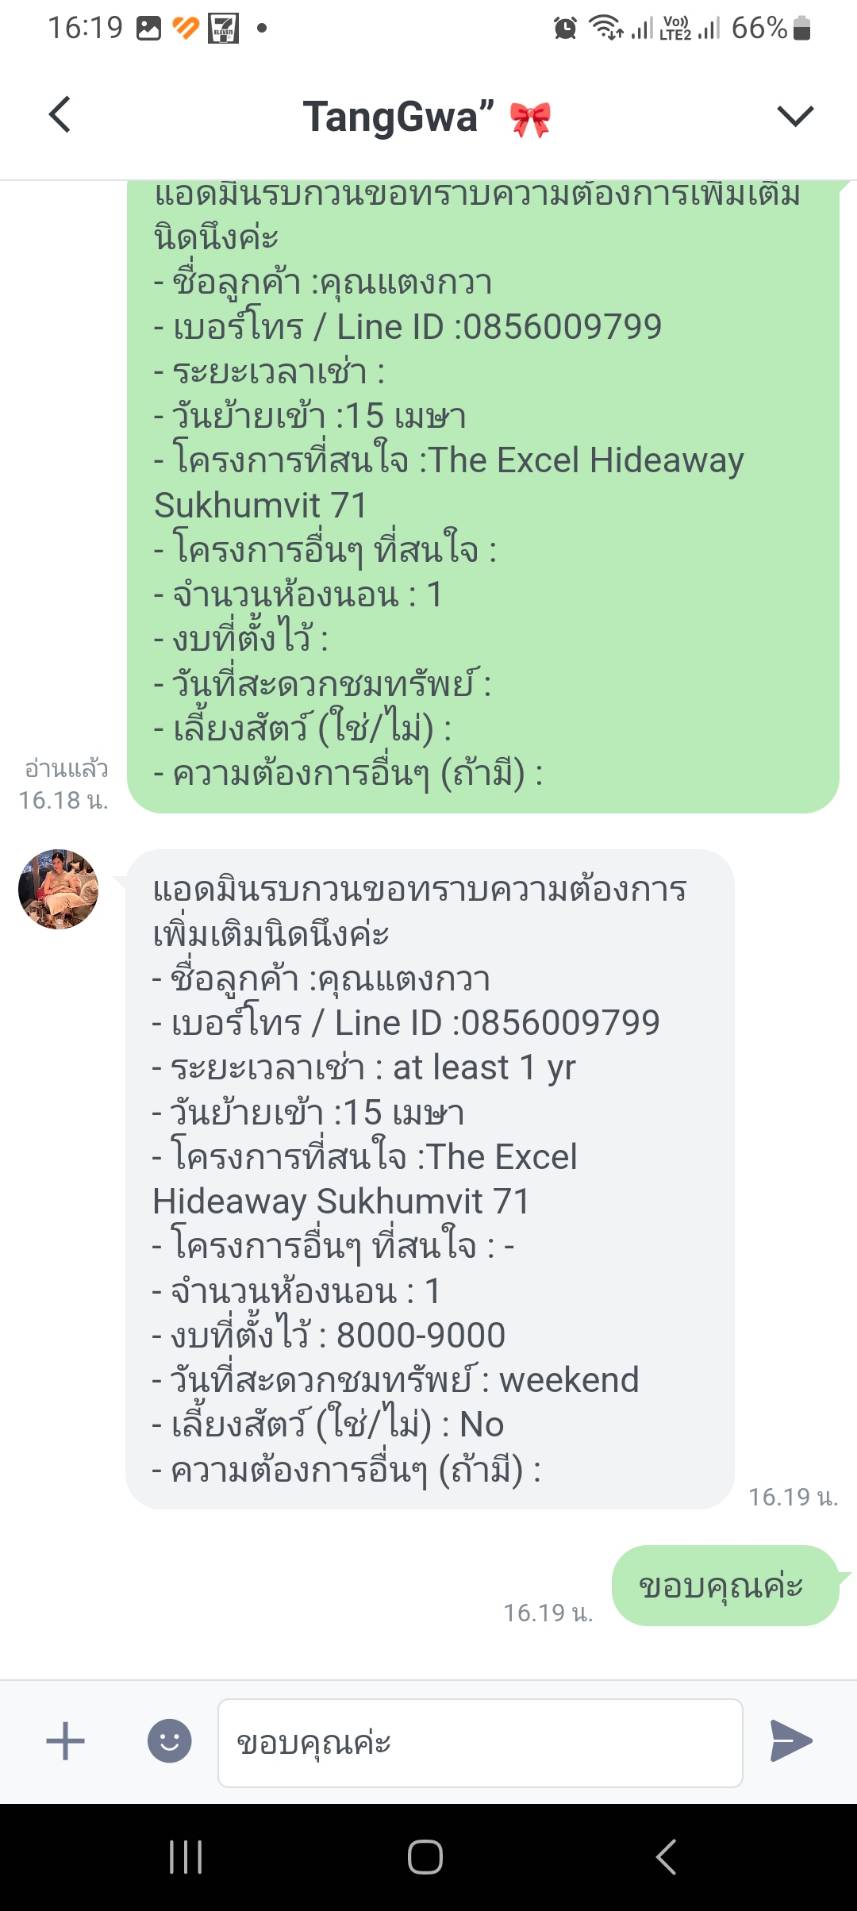 16:19
7 ELEVEN
Vo)) LTE2
66%
TangGwa” 🎀
แอดมินรบกวนขอทราบความต้องการเพิ่มเติม
นิดนึงค่ะ
- ชื่อลูกค้า :คุณแตงกวา
- เบอร์โทร / Line ID :0856009799
- ระยะเวลาเช่า :
- วันย้ายเข้า :15 เมษา
- โครงการที่สนใจ :The Excel Hideaway
Sukhumvit 71
- โครงการอื่นๆ ที่สนใจ :
- จำนวนห้องนอน : 1
- งบที่ตั้งไว้ :
- วันที่สะดวกชมทรัพย์ :
- เลี้ยงสัตว์ (ใช่/ไม่) :
- ความต้องการอื่นๆ (ถ้ามี) :
อ่านแล้ว
16.18 น.
แอดมินรบกวนขอทราบความต้องการ
เพิ่มเติมนิดนึงค่ะ
- ชื่อลูกค้า :คุณแตงกวา
- เบอร์โทร / Line ID :0856009799
- ระยะเวลาเช่า : at least 1 yr
- วันย้ายเข้า :15 เมษา
- โครงการที่สนใจ :The Excel
Hideaway Sukhumvit 71
- โครงการอื่นๆ ที่สนใจ : -
- จำนวนห้องนอน : 1
- งบที่ตั้งไว้ : 8000-9000
- วันที่สะดวกชมทรัพย์ : weekend
- เลี้ยงสัตว์ (ใช่/ไม่) : No
- ความต้องการอื่นๆ (ถ้ามี) :
16.19 น.
ขอบคุณค่ะ
16.19 น.
ขอบคุณค่ะ